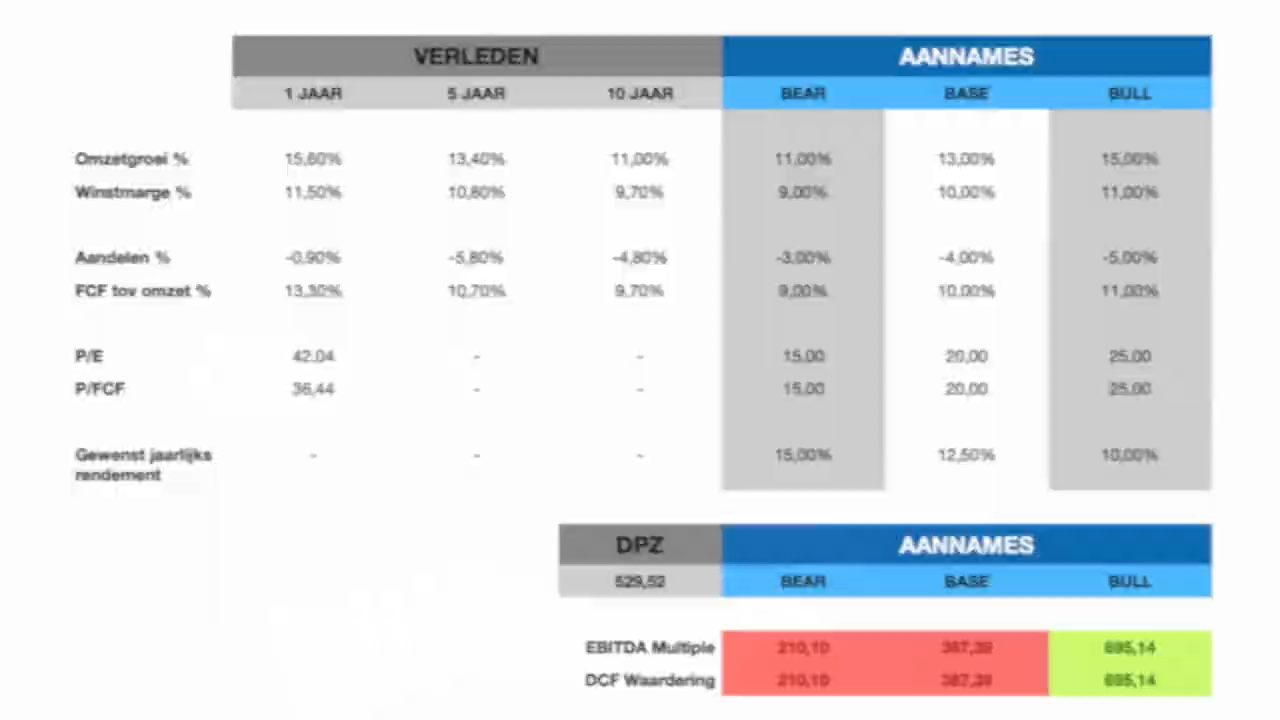 VERLEDEN AANNAMES
1 JAAR 5 JAAR 10 JAAR BEAR BASE BULL
Omzetgroei % 15,60% 13,40% 11,00% 11,00% 13,00% 15,00%
Winstmarge % 11,50% 10,80% 9,70% 9,00% 10,00% 11,00%
Aandelen % -0,90% -5,80% -4,80% -3,00% -4,00% -5,00%
FCF tov omzet % 13,30% 10,70% 9,70% 9,00% 10,00% 11,00%
P/E 42,04 - - 15,00 20,00 25,00
P/FCF 36,44 - - 15,00 20,00 25,00
Gewenst jaarlijks - - - 15,00% 12,50% 10,00%
rendement
DPZ AANNAMES
529,52 BEAR BASE BULL
EBITDA Multiple 210,10 387,39 695,14
DCF Waardering 210,10 387,39 695,14